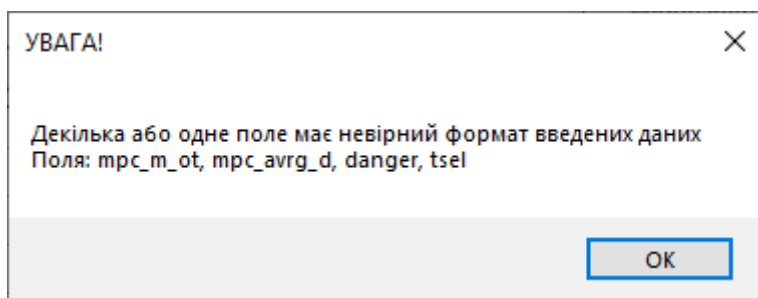 УВАГА!
Декілька або одне поле має невірний формат введених даних
Поля: mpc_m_ot, mpc_avrg_d, danger, tsel
OK